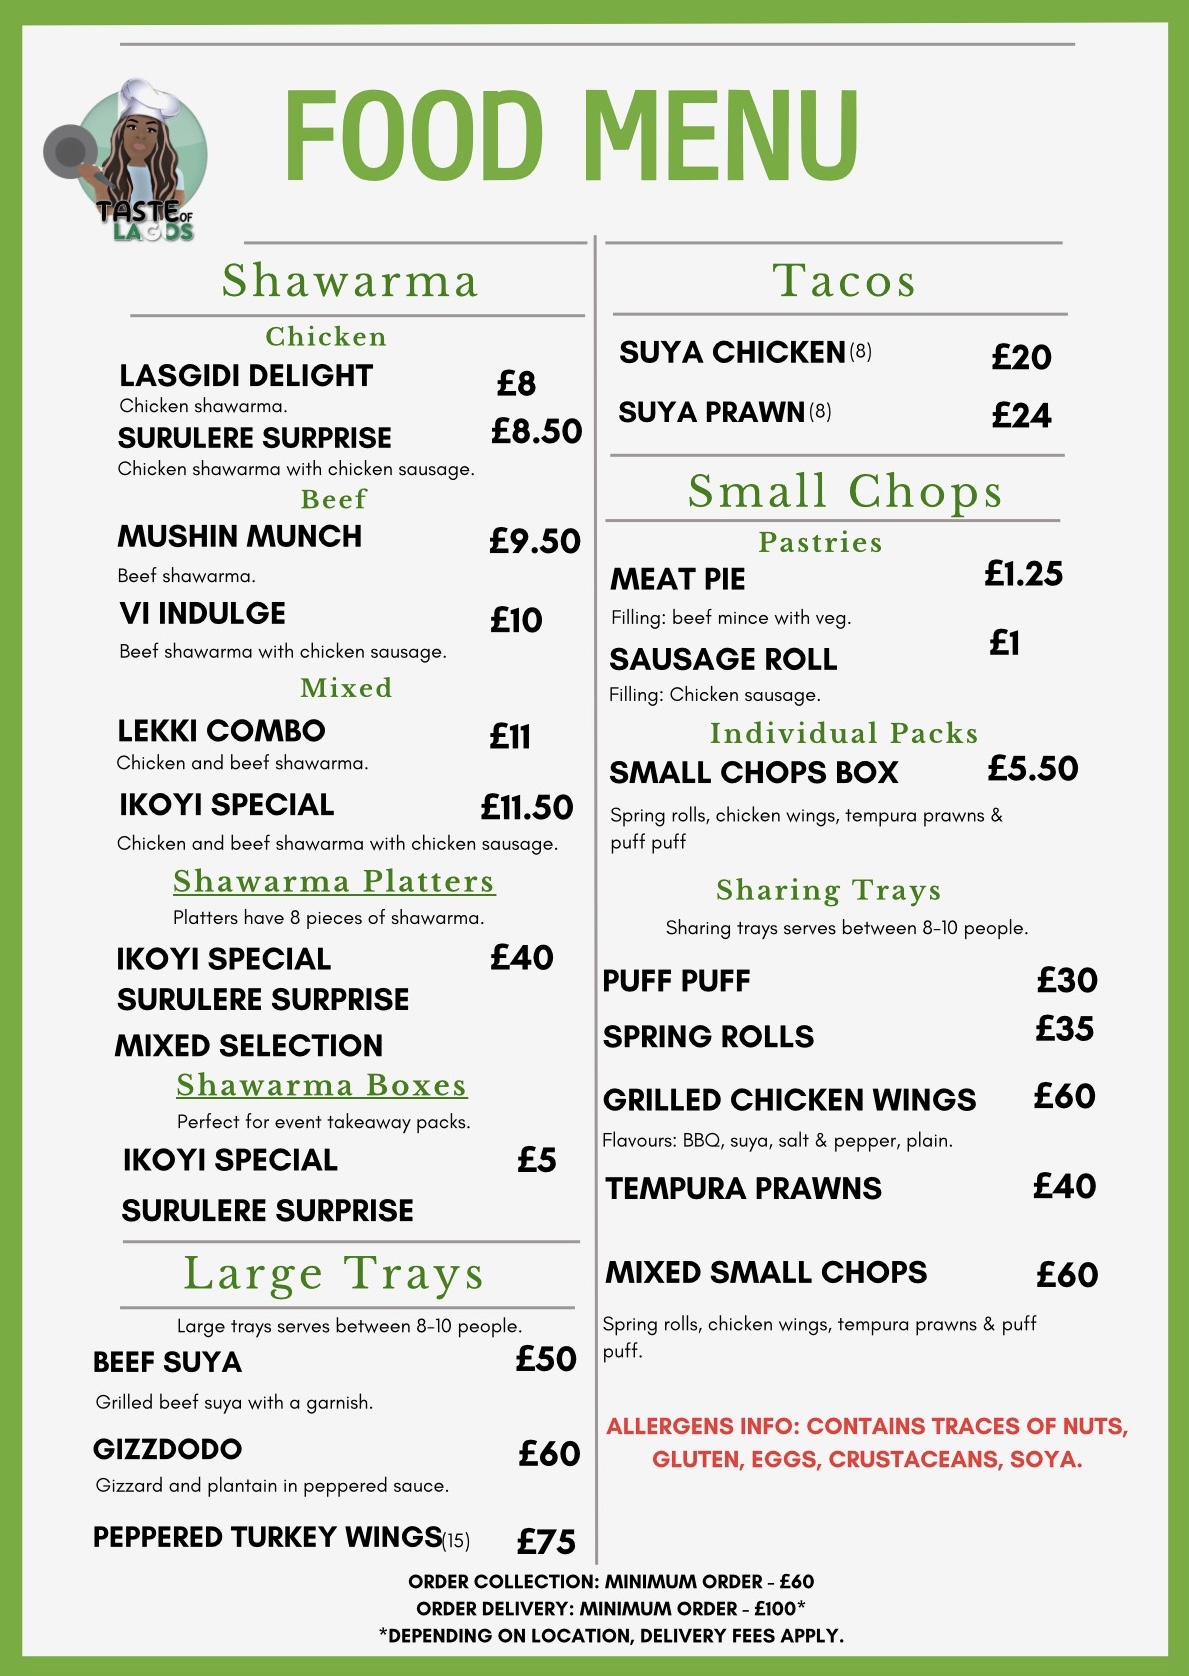 FOOD MENU
TASTE OF
LAGOS
Shawarma
Chicken
LASGIDI DELIGHT £8
Chicken shawarma.
SURULERE SURPRISE £8.50
Chicken shawarma with chicken sausage.
Beef
MUSHIN MUNCH £9.50
Beef shawarma.
VI INDULGE £10
Beef shawarma with chicken sausage.
Mixed
LEKKI COMBO £11
Chicken and beef shawarma.
IKOYI SPECIAL £11.50
Chicken and beef shawarma with chicken sausage.
Shawarma Platters
Platters have 8 pieces of shawarma.
IKOYI SPECIAL £40
SURULERE SURPRISE
MIXED SELECTION
Shawarma Boxes
Perfect for event takeaway packs.
IKOYI SPECIAL £5
SURULERE SURPRISE
Large Trays
Large trays serves between 8-10 people.
BEEF SUYA £50
Grilled beef suya with a garnish.
GIZZDODO £60
Gizzard and plantain in peppered sauce.
PEPPERED TURKEY WINGS(15) £75
Tacos
SUYA CHICKEN (8) £20
SUYA PRAWN (8) £24
Small Chops
Pastries
MEAT PIE £1.25
Filling: beef mince with veg.
SAUSAGE ROLL £1
Filling: Chicken sausage.
Individual Packs
SMALL CHOPS BOX £5.50
Spring rolls, chicken wings, tempura prawns &
puff puff
Sharing Trays
Sharing trays serves between 8-10 people.
PUFF PUFF £30
SPRING ROLLS £35
GRILLED CHICKEN WINGS £60
Flavours: BBQ, suya, salt & pepper, plain.
TEMPURA PRAWNS £40
MIXED SMALL CHOPS £60
Spring rolls, chicken wings, tempura prawns & puff
puff.
ALLERGENS INFO: CONTAINS TRACES OF NUTS,
GLUTEN, EGGS, CRUSTACEANS, SOYA.
ORDER COLLECTION: MINIMUM ORDER - £60
ORDER DELIVERY: MINIMUM ORDER - £100*
*DEPENDING ON LOCATION, DELIVERY FEES APPLY.